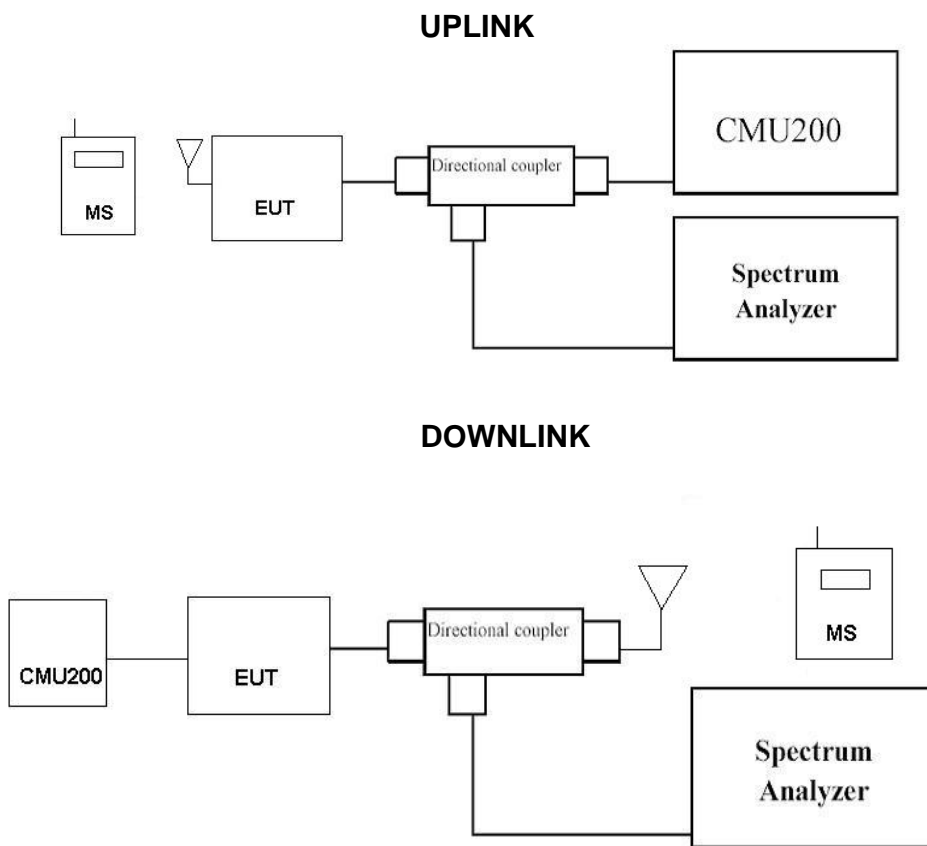 UPLINK
CMU200
Directional coupler
MS
EUT
Spectrum
Analyzer
DOWNLINK
Directional coupler
MS
CMU200
EUT
Spectrum
Analyzer